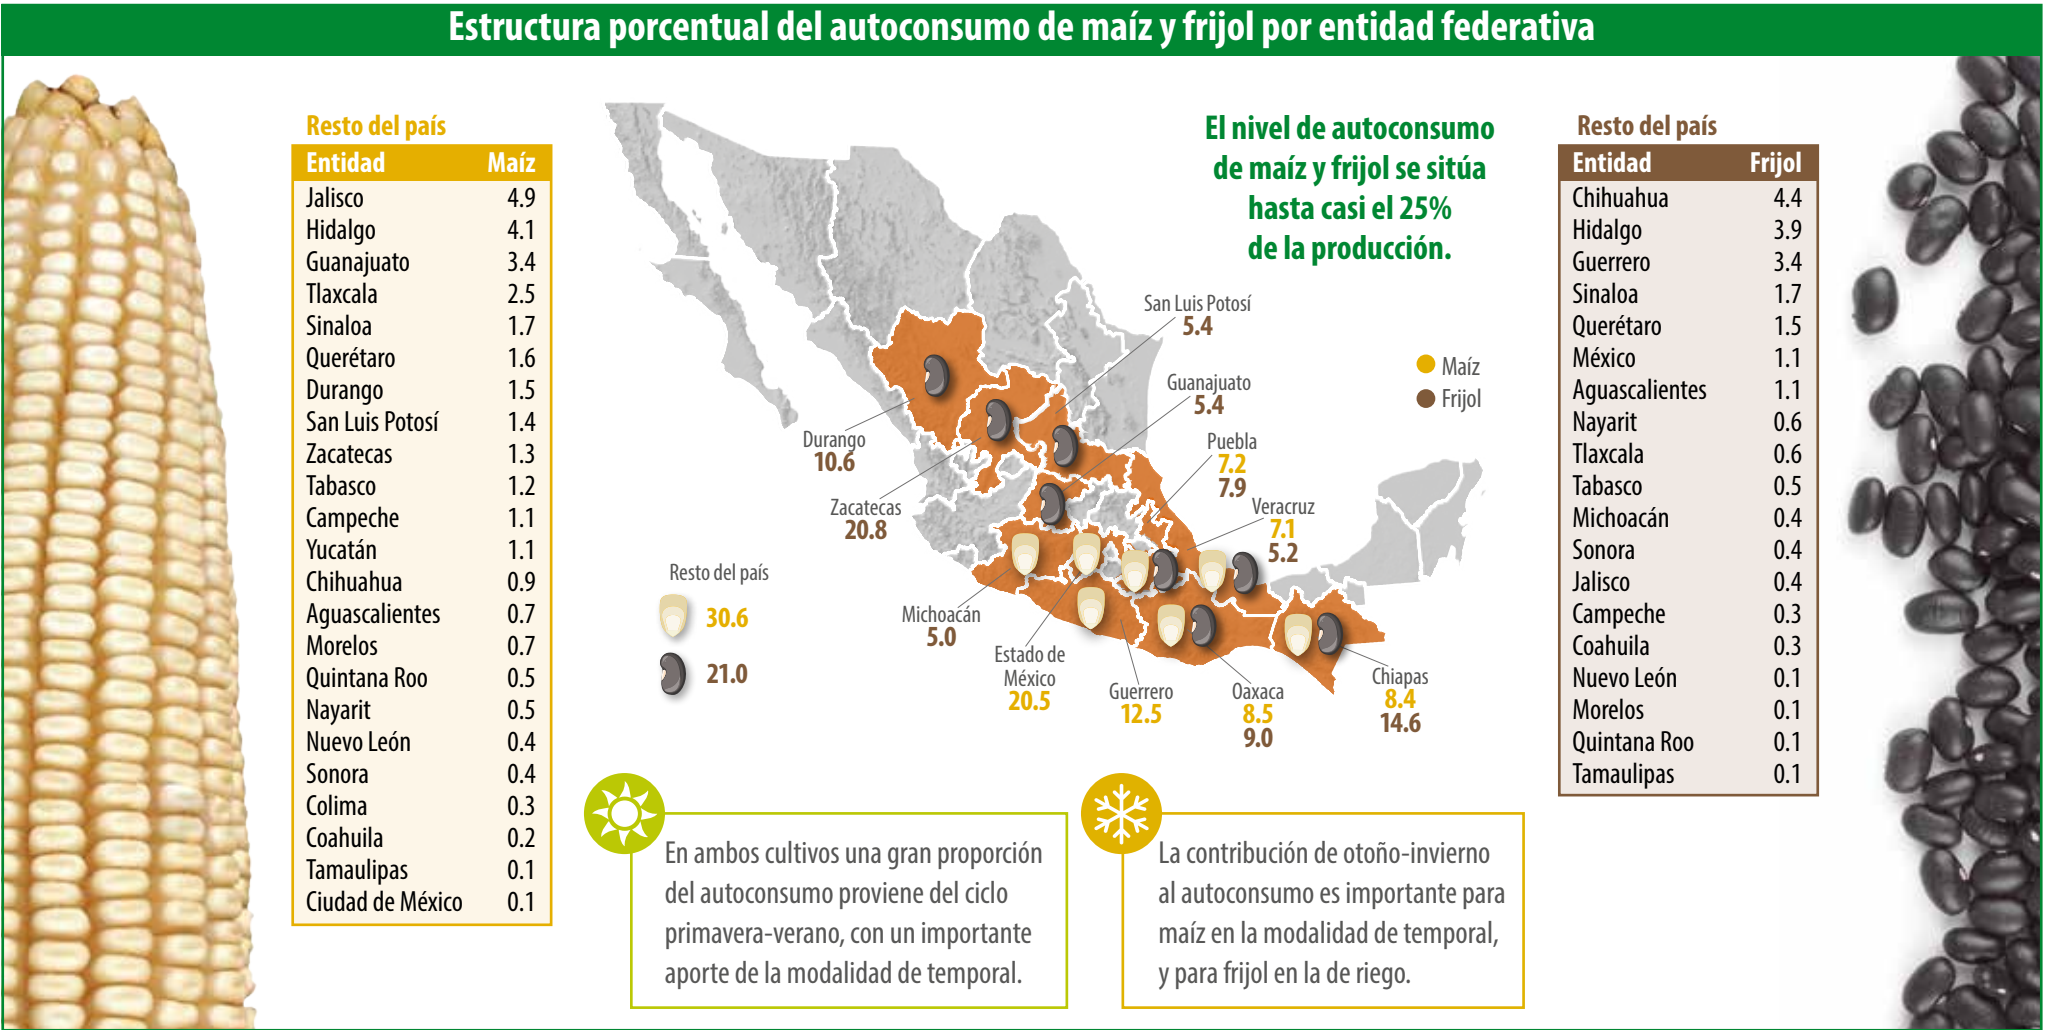 Estructura porcentual del autoconsumo de maíz y frijol por entidad federativa
Resto del país
Entidad Maíz
Jalisco 4.9
Hidalgo 4.1
Guanajuato 3.4
Tlaxcala 2.5
Sinaloa 1.7
Querétaro 1.6
Durango 1.5
San Luis Potosí 1.4
Zacatecas 1.3
Tabasco 1.2
Campeche 1.1
Yucatán 1.1
Chihuahua 0.9
Aguascalientes 0.7
Morelos 0.7
Quintana Roo 0.5
Nayarit 0.5
Nuevo León 0.4
Sonora 0.4
Colima 0.3
Coahuila 0.2
Tamaulipas 0.1
Ciudad de México 0.1
El nivel de autoconsumo
de maíz y frijol se sitúa
hasta casi el 25%
de la producción.
San Luis Potosí
5.4
Guanajuato
5.4
Puebla
7.2
7.9
Veracruz
7.1
5.2
Maíz
Frijol
Durango
10.6
Zacatecas
20.8
Resto del país
30.6
21.0
Michoacán
5.0
Estado de
México
20.5
Guerrero
12.5
Oaxaca
8.5
9.0
Chiapas
8.4
14.6
Resto del país
Entidad Frijol
Chihuahua 4.4
Hidalgo 3.9
Guerrero 3.4
Sinaloa 1.7
Querétaro 1.5
México 1.1
Aguascalientes 1.1
Nayarit 0.6
Tlaxcala 0.6
Tabasco 0.5
Michoacán 0.4
Sonora 0.4
Jalisco 0.4
Campeche 0.3
Coahuila 0.3
Nuevo León 0.1
Morelos 0.1
Quintana Roo 0.1
Tamaulipas 0.1
En ambos cultivos una gran proporción
del autoconsumo proviene del ciclo
primavera-verano, con un importante
aporte de la modalidad de temporal.
La contribución de otoño-invierno
al autoconsumo es importante para
maíz en la modalidad de temporal,
y para frijol en la de riego.